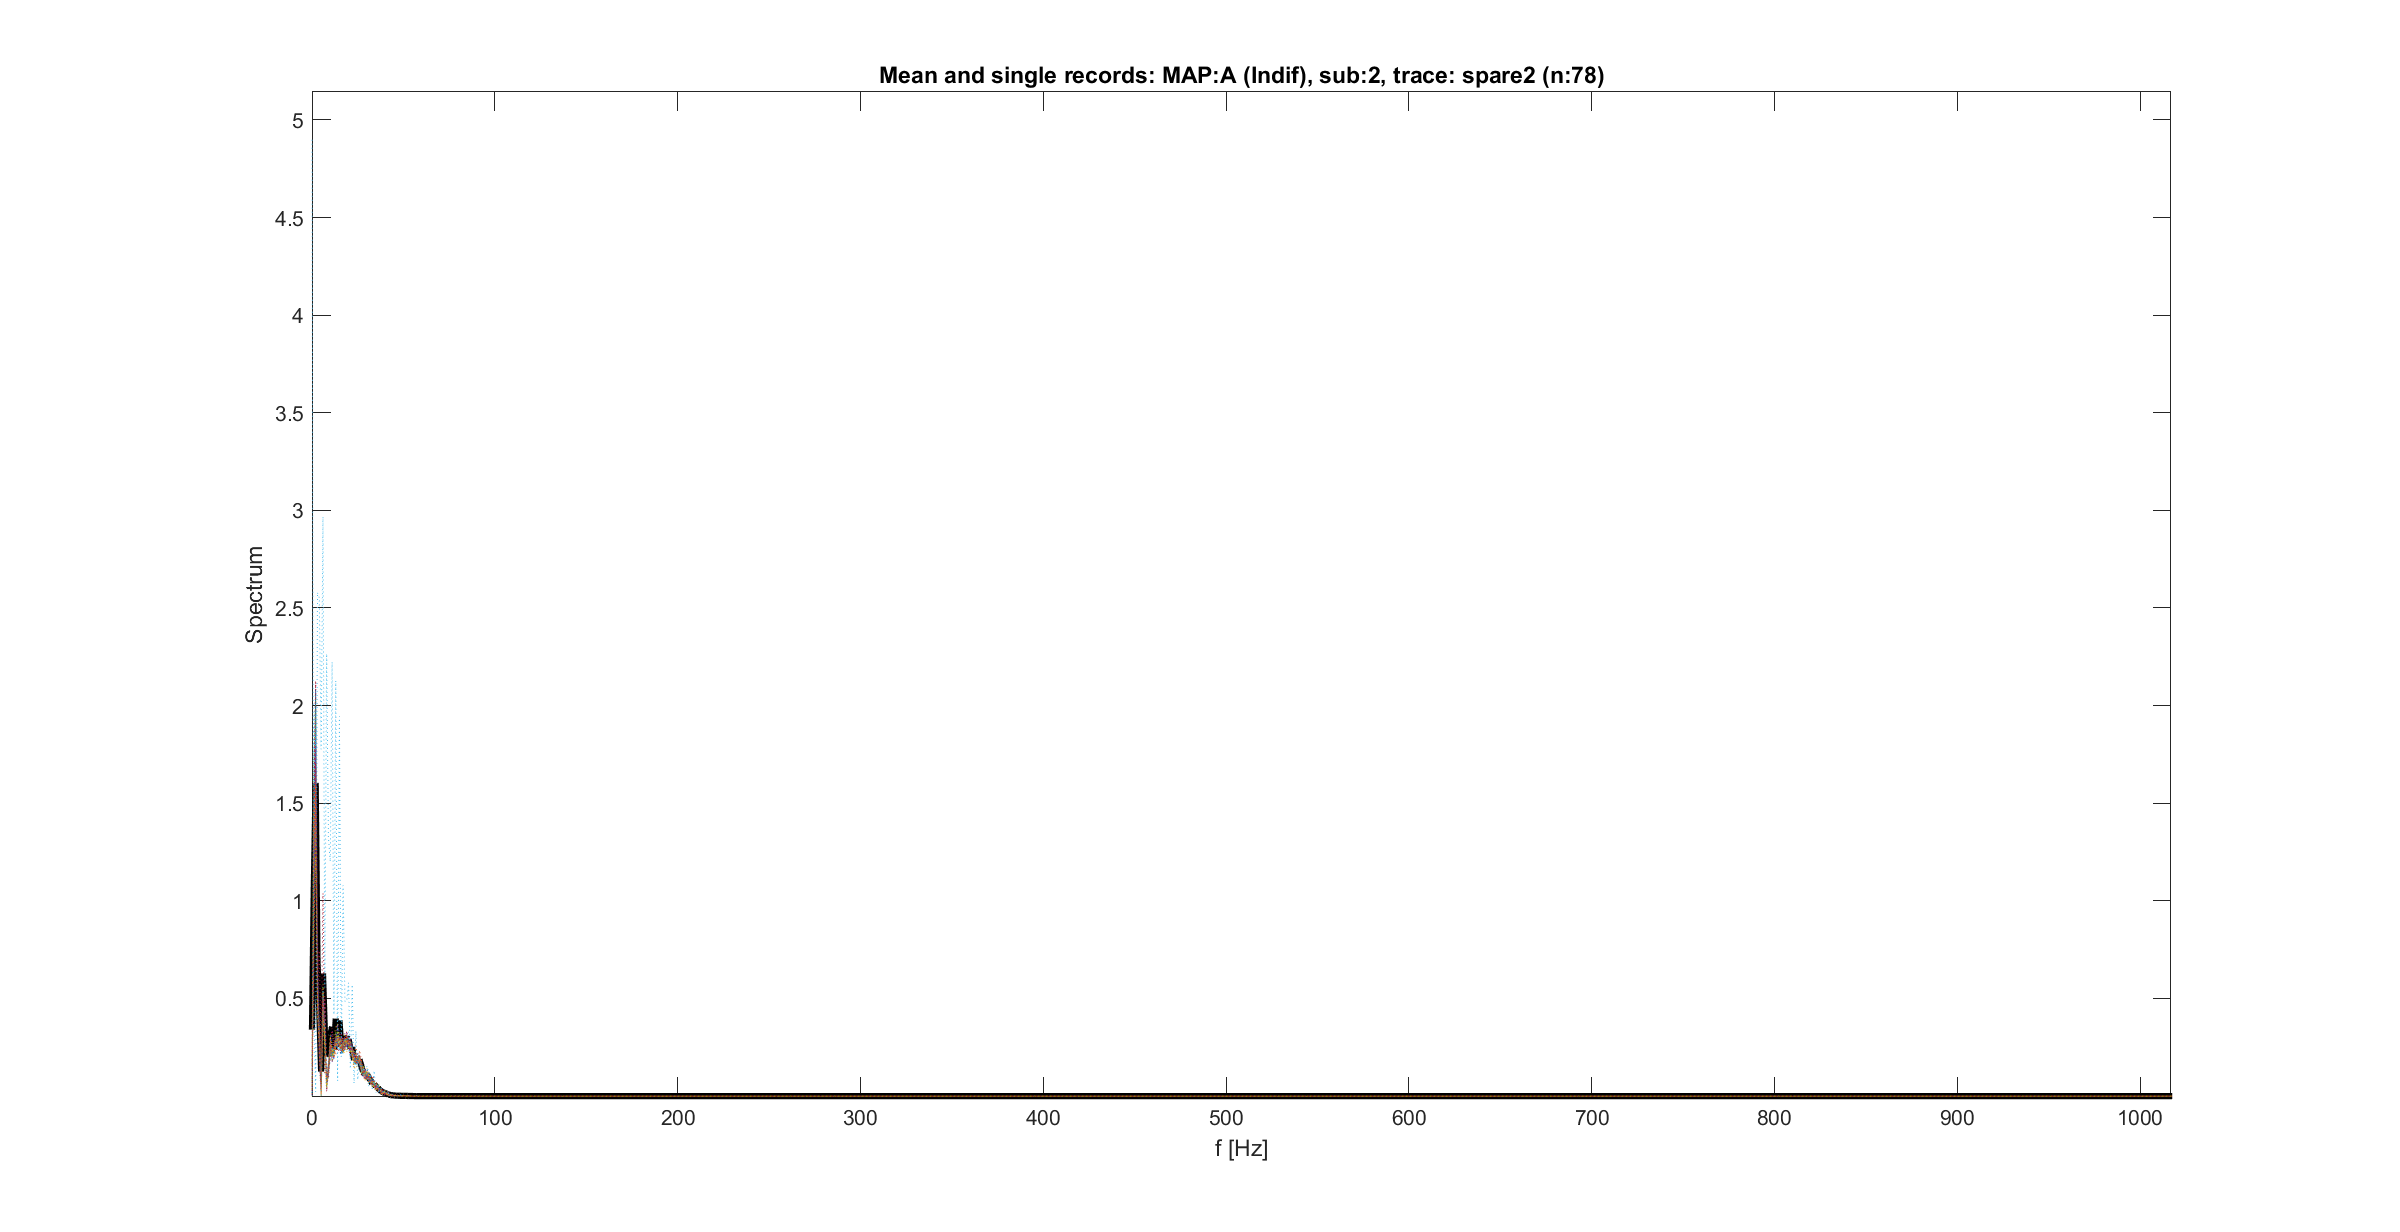 Mean and single records: MAP:A (Indif), sub:2, trace: spare2 (n:78)
5
4.5
4
3.5
3
2.5
2
1.5
1
0.5
Spectrum
0 100 200 300 400 500 600 700 800 900 1000
f [Hz]